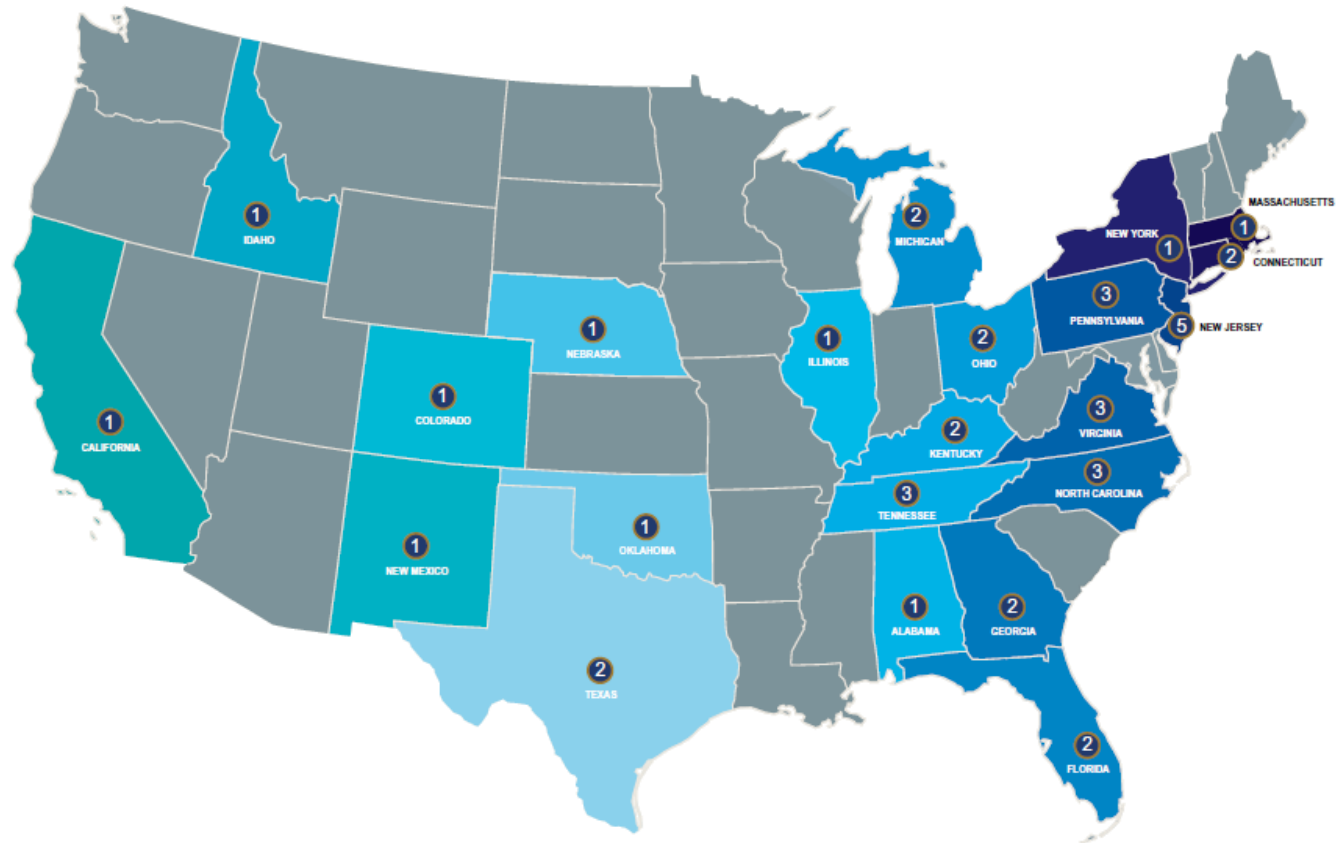 MASSACHUSETTS
1
NEW YORK
1
2
CONNECTICUT
1
IDAHO
2
MICHIGAN
3
PENNSYLVANIA
5
NEW JERSEY
1
NEBRASKA
1
ILLINOIS
2
OHIO
1
COLORADO
1
CALIFORNIA
3
VIRGINIA
2
KENTUCKY
3
NORTH CAROLINA
3
TENNESSEE
1
OKLAHOMA
1
NEW MEXICO
1
ALABAMA
2
GEORGIA
2
TEXAS
2
FLORIDA